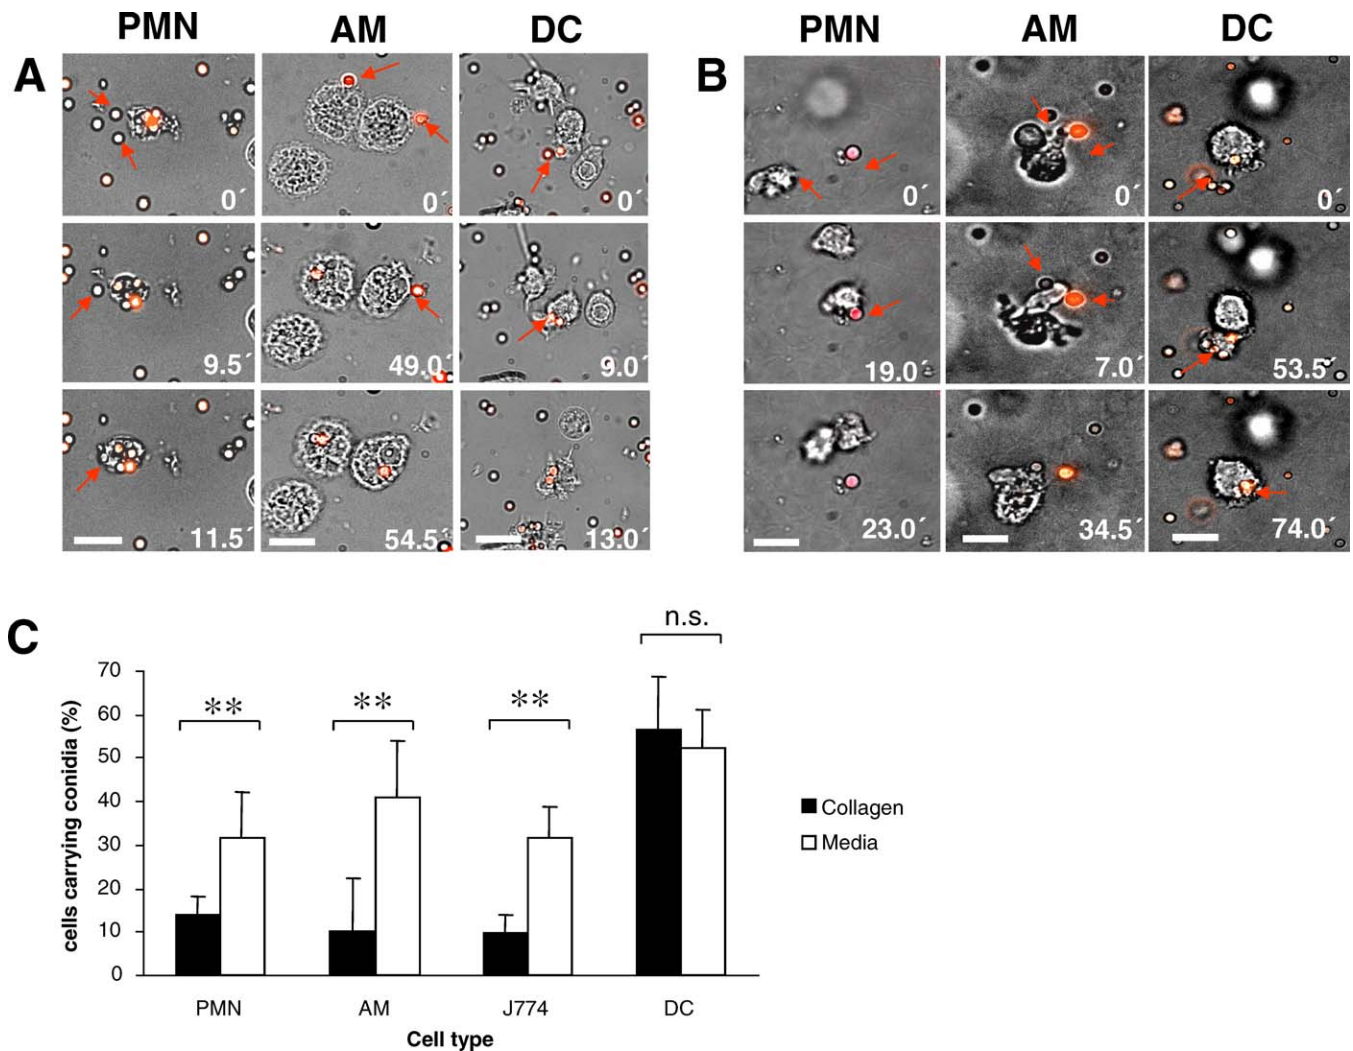 PMN AM DC
PMN AM DC
A
B
0´ 0´ 0´
0´ 0´ 0´
9.5´ 49.0´ 9.0´
19.0´ 7.0´ 53.5´
11.5´ 54.5´ 13.0´
23.0´ 34.5´ 74.0´
C
n.s.
** ** **
70
60
50
40
30
20
10
0
cells carrying conidia (%)
PMN AM J774 DC
Cell type
Collagen
Media